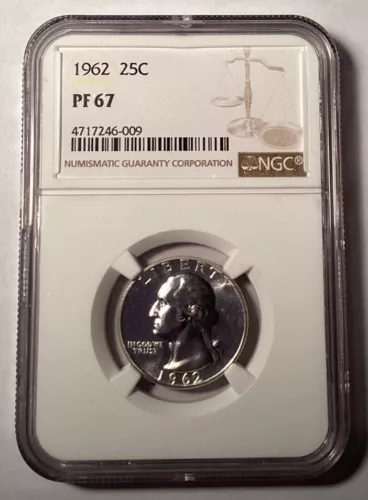 1962 25C
PF 67
4717246-009
NUMISMATIC GUARANTY CORPORATION
NGC®
LIBERTY
IN GOD WE
TRUST
1962